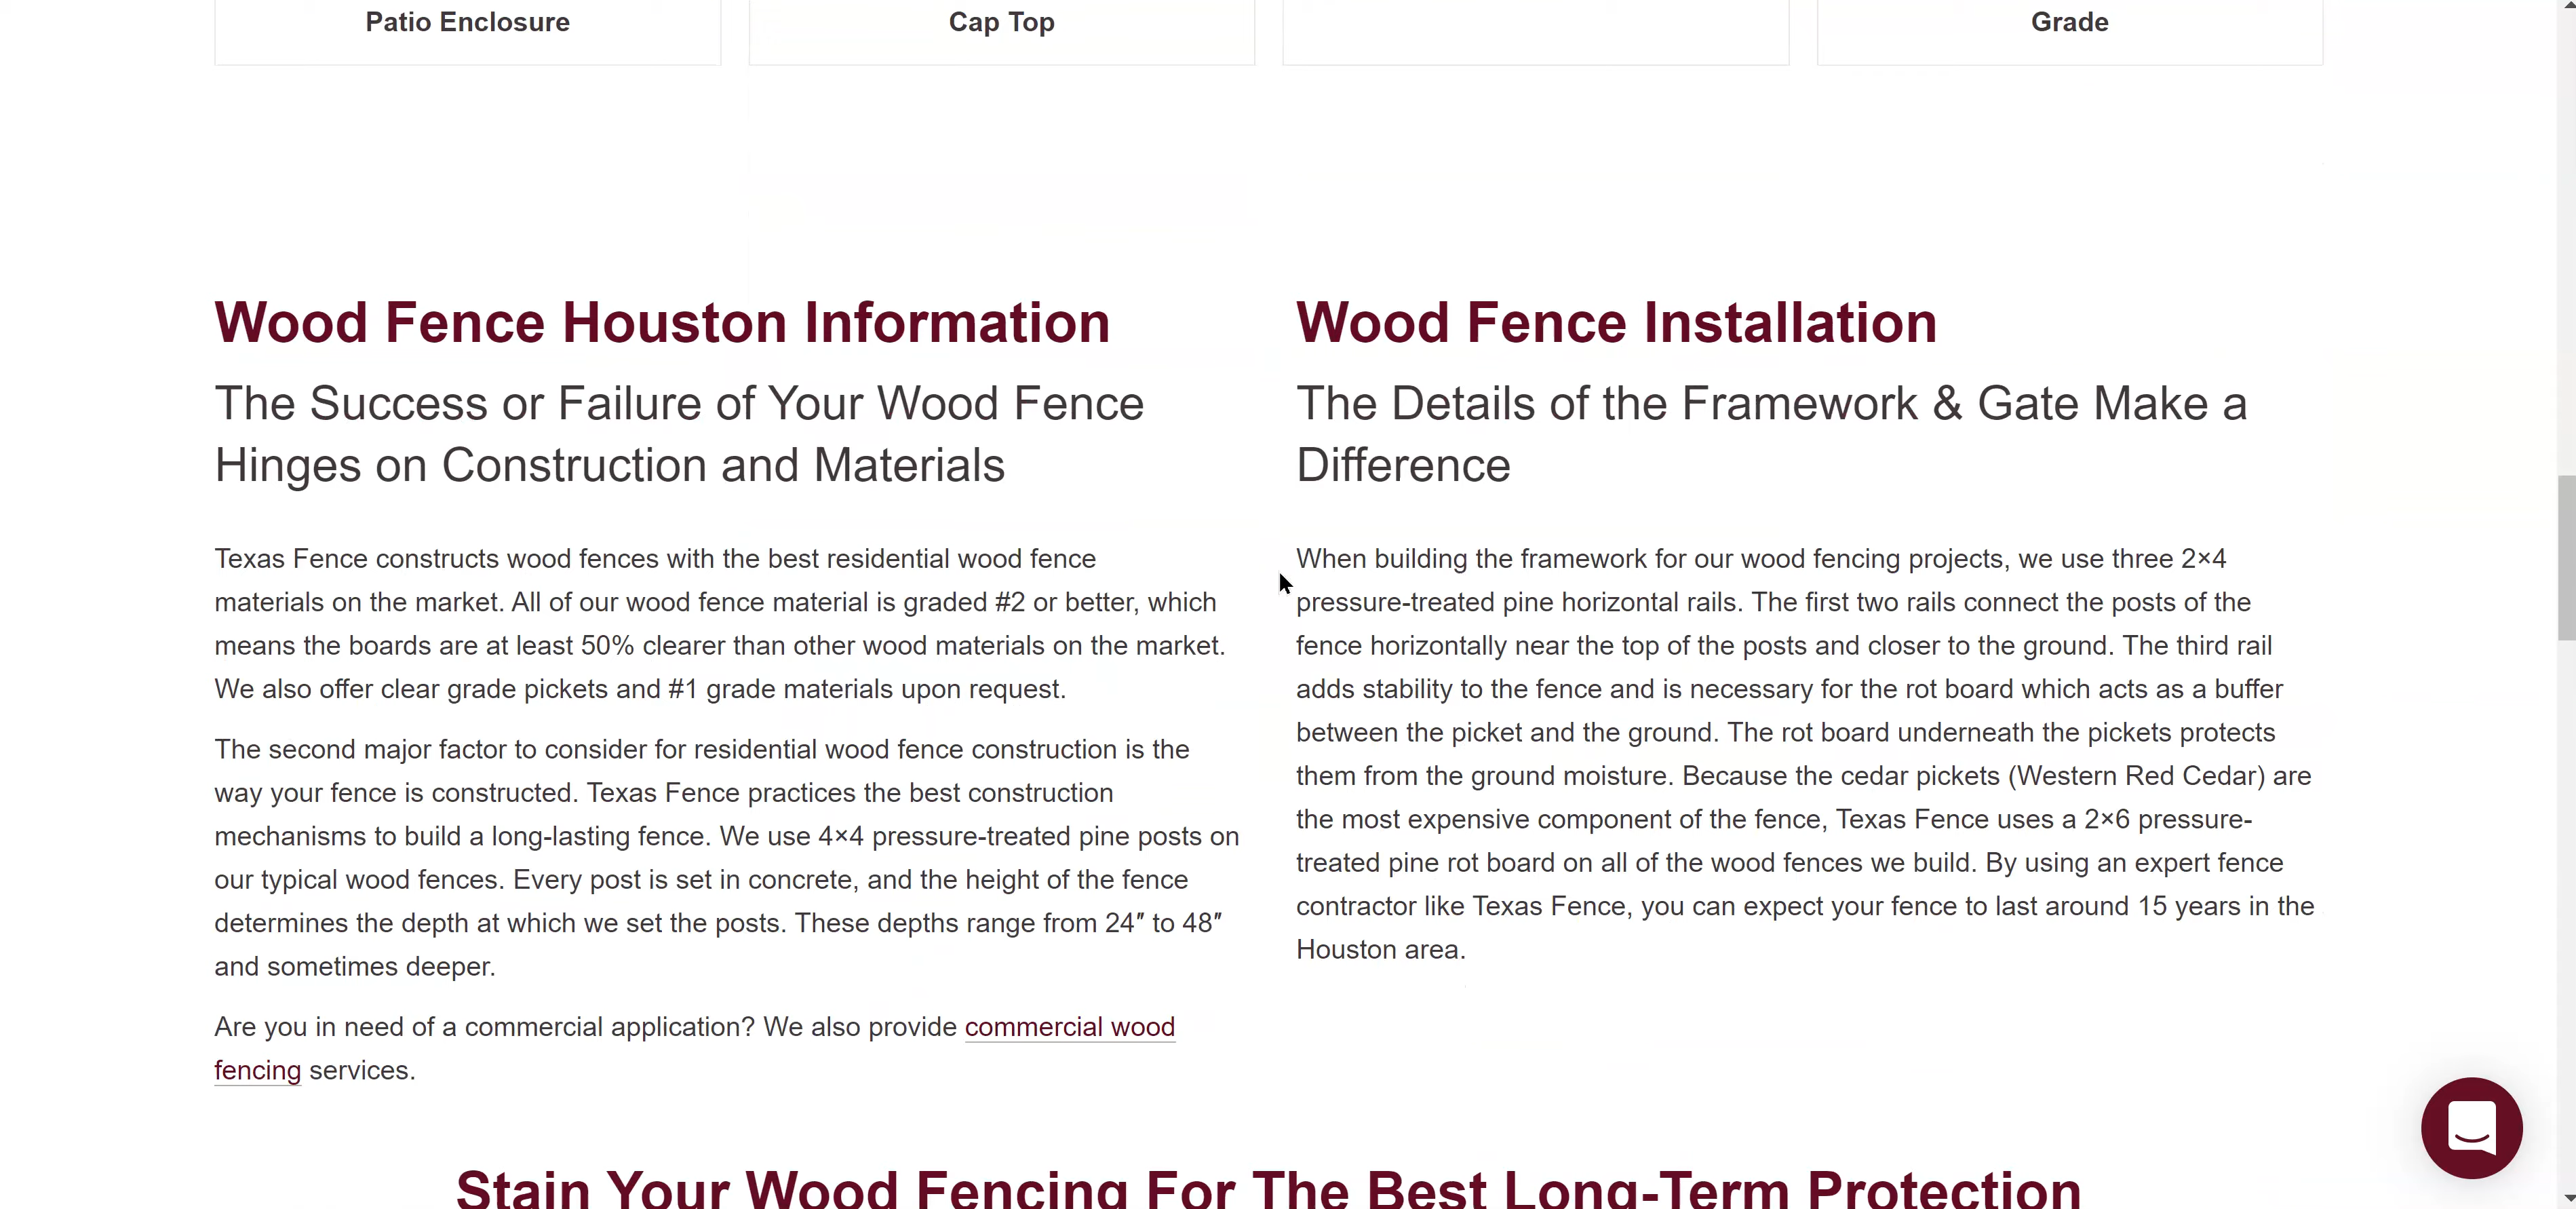 Patio Enclosure
Cap Top
Grade
Wood Fence Houston Information
The Success or Failure of Your Wood Fence
Hinges on Construction and Materials
Texas Fence constructs wood fences with the best residential wood fence
materials on the market. All of our wood fence material is graded #2 or better, which
means the boards are at least 50% clearer than other wood materials on the market.
We also offer clear grade pickets and #1 grade materials upon request.
The second major factor to consider for residential wood fence construction is the
way your fence is constructed. Texas Fence practices the best construction
mechanisms to build a long-lasting fence. We use 4×4 pressure-treated pine posts on
our typical wood fences. Every post is set in concrete, and the height of the fence
determines the depth at which we set the posts. These depths range from 24″ to 48″
and sometimes deeper.
Are you in need of a commercial application? We also provide commercial wood
fencing services.
Wood Fence Installation
The Details of the Framework & Gate Make a
Difference
When building the framework for our wood fencing projects, we use three 2×4
pressure-treated pine horizontal rails. The first two rails connect the posts of the
fence horizontally near the top of the posts and closer to the ground. The third rail
adds stability to the fence and is necessary for the rot board which acts as a buffer
between the picket and the ground. The rot board underneath the pickets protects
them from the ground moisture. Because the cedar pickets (Western Red Cedar) are
the most expensive component of the fence, Texas Fence uses a 2×6 pressure-
treated pine rot board on all of the wood fences we build. By using an expert fence
contractor like Texas Fence, you can expect your fence to last around 15 years in the
Houston area.
Stain Your Wood Fencing For The Best Long-Term Protection